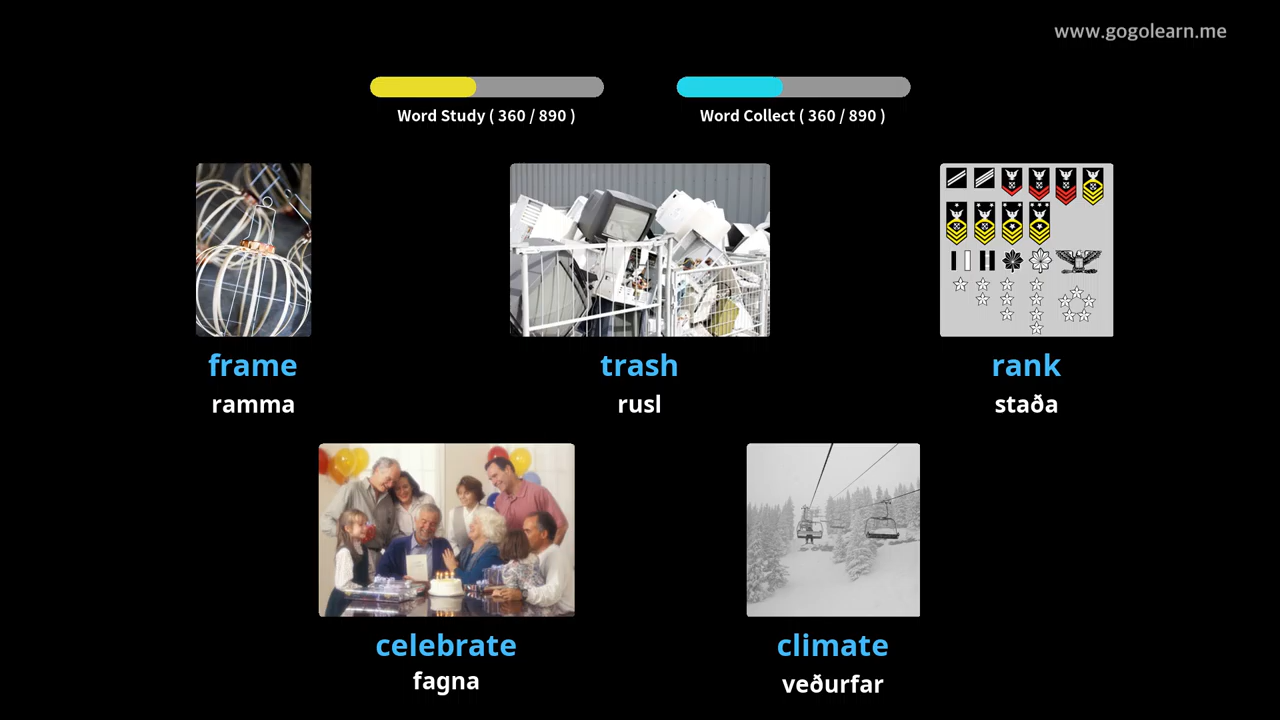 www.gogolearn.me
Word Study ( 360 / 890 )
Word Collect ( 360 / 890 )
frame
ramma
trash
rusl
rank
staða
celebrate
fagna
climate
veðurfar